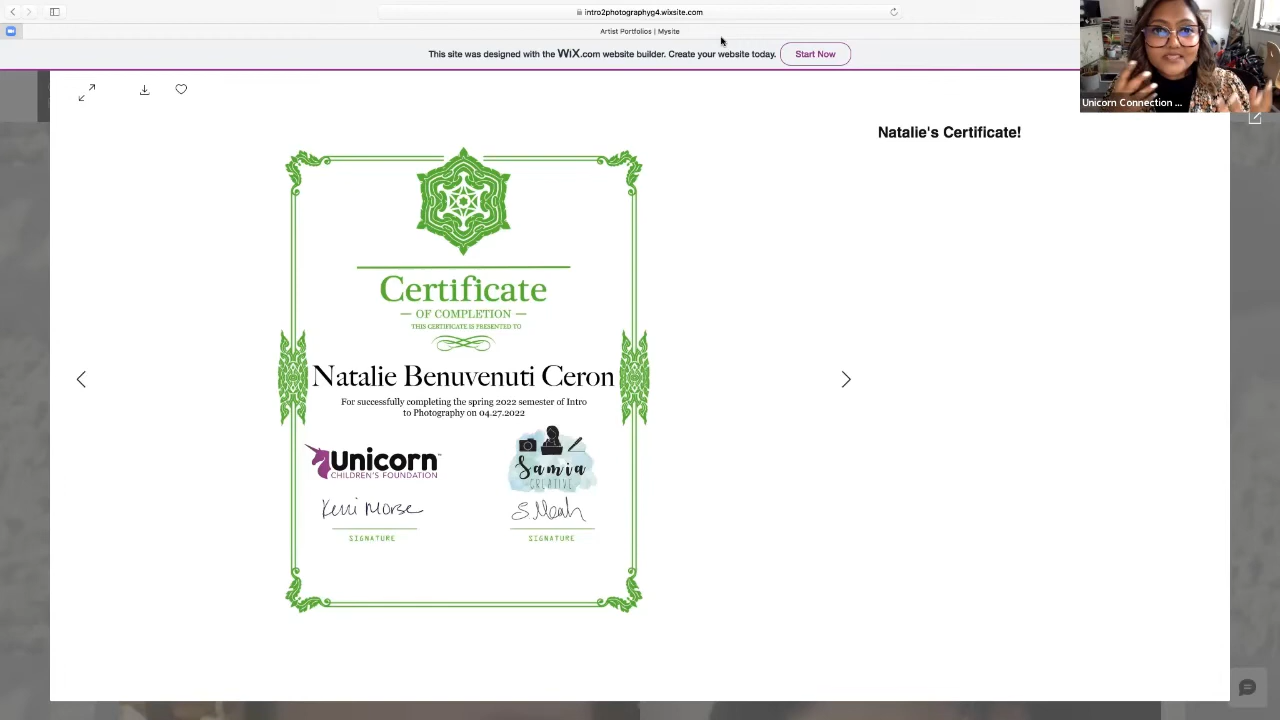 intro2photographyg4.wixsite.com
Artist Portfolios | Mysite
This site was designed with the WiX.com website builder. Create your website today. Start Now
Unicorn Connection ...
Natalie's Certificate!
Certificate
— OF COMPLETION —
THIS CERTIFICATE IS PRESENTED TO
Natalie Benuvenuti Ceron
For successfully completing the spring 2022 semester of Intro
to Photography on 04.27.2022
Unicorn™
CHILDREN'S FOUNDATION
Samia
CREATIVE
Kerri Morse
S Meah
SIGNATURE
SIGNATURE